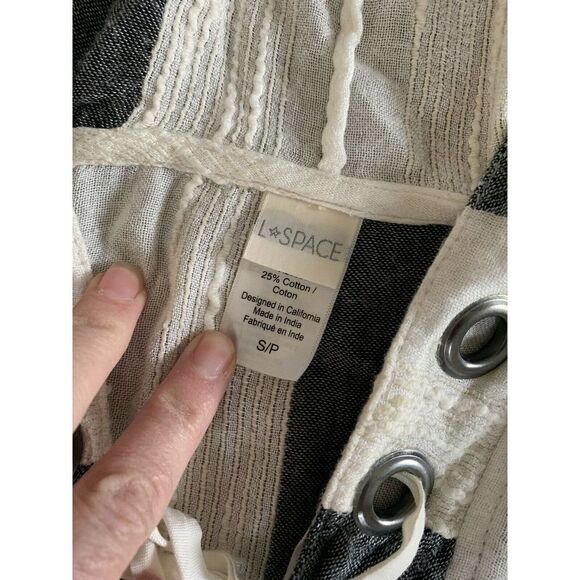 L☆SPACE
25% Cotton /
Coton
Designed in California
Made in India
Fabriqué en Inde
S/P